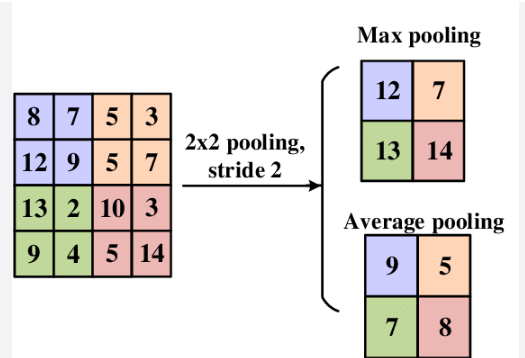 Max pooling
12 7
13 14
8 7 5 3
12 9 5 7
13 2 10 3
9 4 5 14
2x2 pooling,
stride 2
Average pooling
9 5
7 8